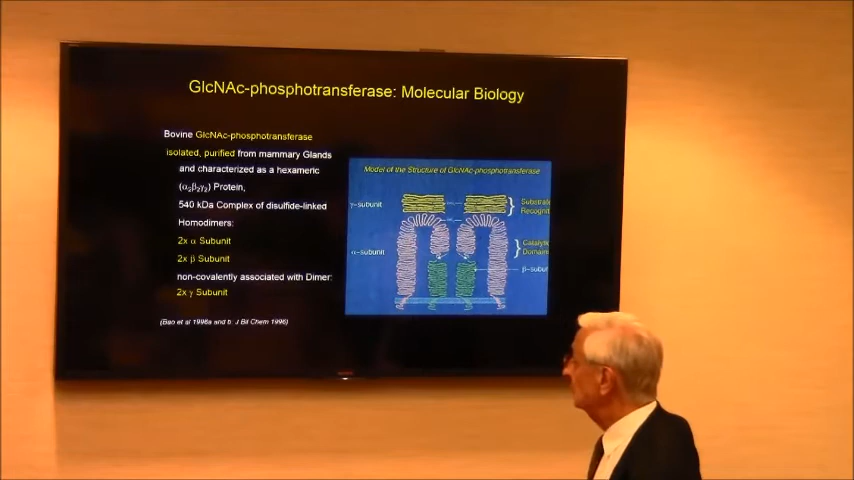 GlcNAc-phosphotransferase: Molecular Biology
Bovine GlcNAc-phosphotransferase
isolated, purified from mammary Glands
and characterized as a hexameric
(α₂β₂γ₂) Protein,
540 kDa Complex of disulfide-linked
Homodimers:
2x α Subunit
2x β Subunit
non-covalently associated with Dimer:
2x γ Subunit
(Bao et al 1996a and b: J Bil Chem 1996)
Model of the Structure of GlcNAc-phosphotransferase
γ-subunit
Substrate
Recognit
α-subunit
Catalytic
Domain
β-subun